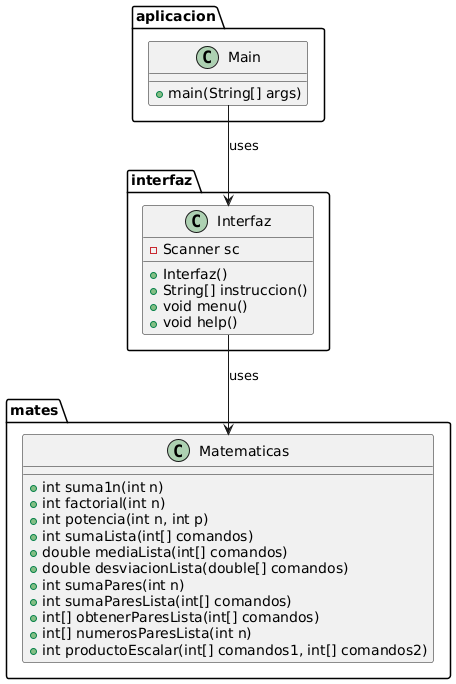 aplicacion
C Main
main(String[] args)
uses
interfaz
C Interfaz
Scanner sc
Interfaz()
String[] instruccion()
void menu()
void help()
uses
mates
C Matematicas
int suma1n(int n)
int factorial(int n)
int potencia(int n, int p)
int sumaLista(int[] comandos)
double mediaLista(int[] comandos)
double desviacionLista(double[] comandos)
int sumaPares(int n)
int sumaParesLista(int[] comandos)
int[] obtenerParesLista(int[] comandos)
int[] numerosParesLista(int n)
int productoEscalar(int[] comandos1, int[] comandos2)